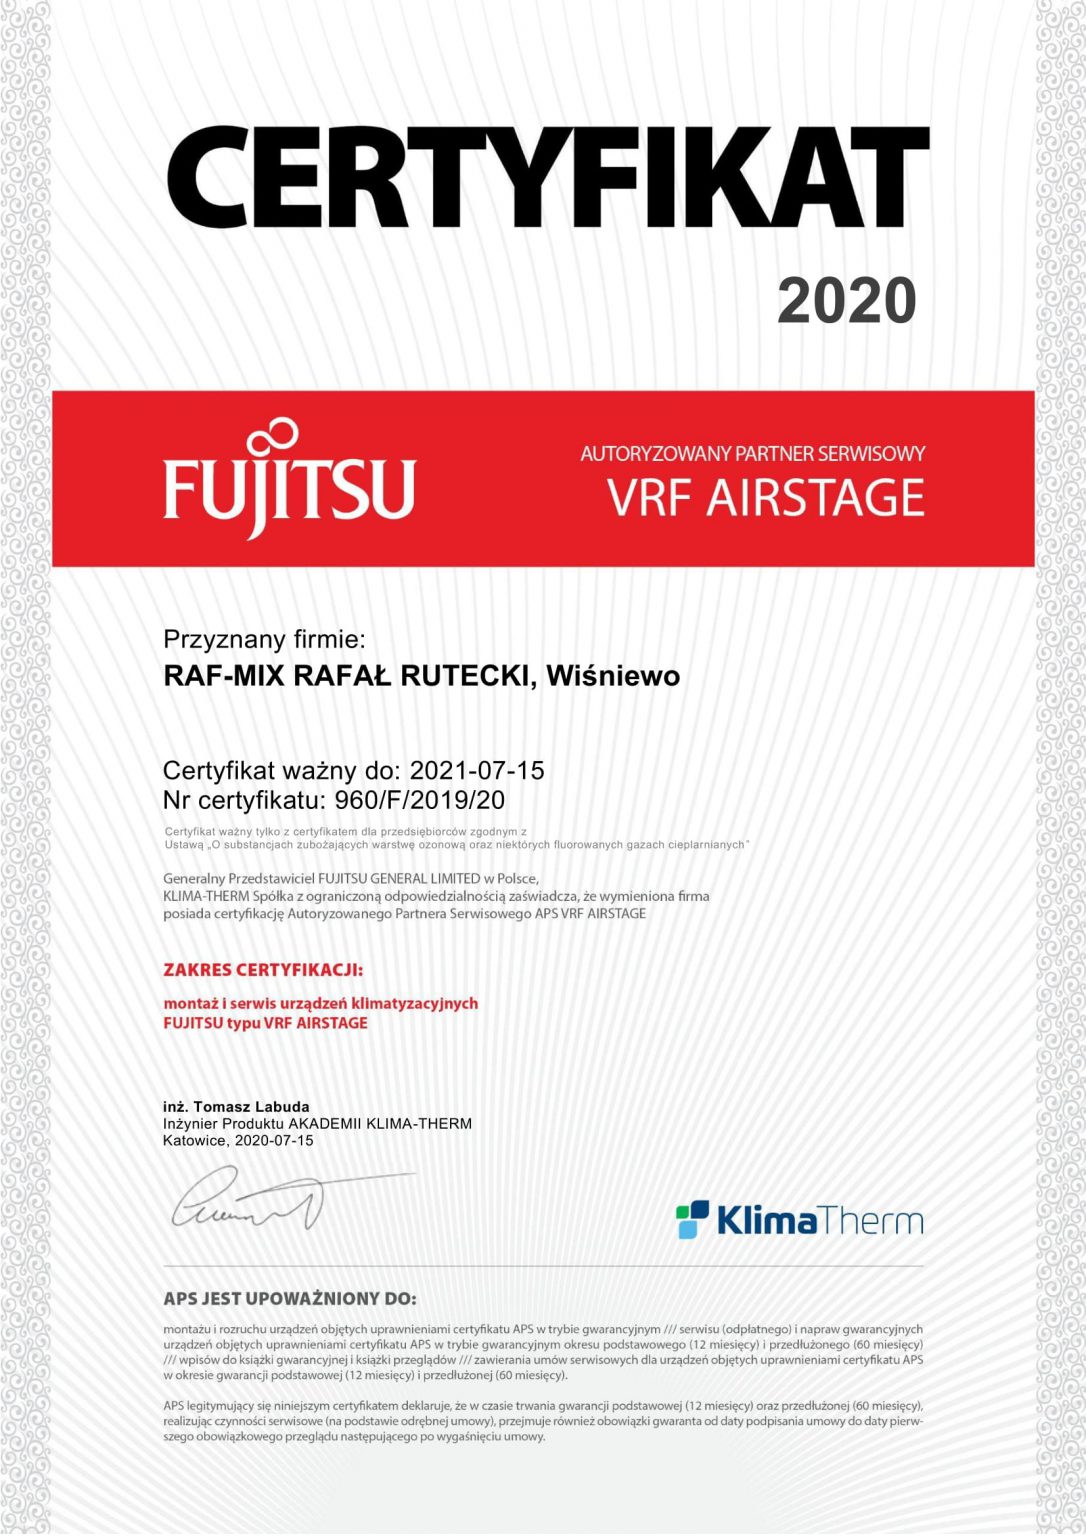 CERTYFIKAT
2020
FUJITSU
AUTORYZOWANY PARTNER SERWISOWY
VRF AIRSTAGE
Przyznany firmie:
RAF-MIX RAFAŁ RUTECKI, Wiśniewo
Certyfikat ważny do: 2021-07-15
Nr certyfikatu: 960/F/2019/20
Certyfikat ważny tylko z certyfikatem dla przedsiębiorców zgodnym z
Ustawą „O substancjach zubożających warstwę ozonową oraz niektórych fluorowanych gazach cieplarnianych"
Generalny Przedstawiciel FUJITSU GENERAL LIMITED w Polsce,
KLIMA-THERM Spółka z ograniczoną odpowiedzialnością zaświadcza, że wymieniona firma
posiada certyfikację Autoryzowanego Partnera Serwisowego APS VRF AIRSTAGE
ZAKRES CERTYFIKACJI:
montaż i serwis urządzeń klimatyzacyjnych
FUJITSU typu VRF AIRSTAGE
inż. Tomasz Labuda
Inżynier Produktu AKADEMII KLIMA-THERM
Katowice, 2020-07-15
KlimaTherm
APS JEST UPOWAŻNIONY DO:
montażu i rozruchu urządzeń objętych uprawnieniami certyfikatu APS w trybie gwarancyjnym /// serwisu (odpłatnego) i napraw gwarancyjnych
urządzeń objętych uprawnieniami certyfikatu APS w trybie gwarancyjnym okresu podstawowego (12 miesięcy) i przedłużonego (60 miesięcy)
/// wpisów do książki gwarancyjnej i książki przeglądów /// zawierania umów serwisowych dla urządzeń objętych uprawnieniami certyfikatu APS
w okresie gwarancji podstawowej (12 miesięcy) i przedłużonej (60 miesięcy).
APS legitymujący się niniejszym certyfikatem deklaruje, że w czasie trwania gwarancji podstawowej (12 miesięcy) oraz przedłużonej (60 miesięcy),
realizując czynności serwisowe (na podstawie odrębnej umowy), przejmuje również obowiązki gwaranta od daty podpisania umowy do daty pierw-
szego obowiązkowego przeglądu następującego po wygaśnięciu umowy.